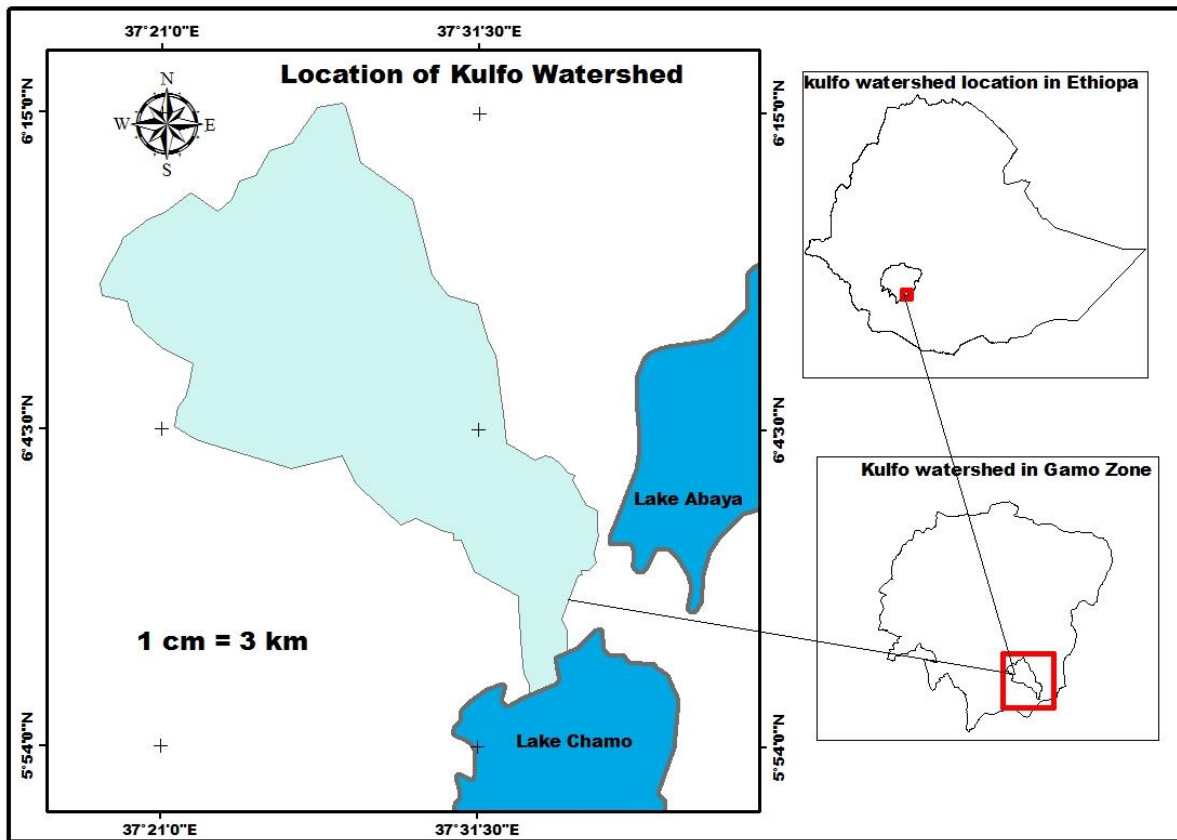 37°21'0"E
37°31'30"E
Location of Kulfo Watershed
N
W
E
S
6°15'0"N
6°15'0"N
6°4'30"N
6°4'30"N
Lake Abaya
1 cm = 3 km
Lake Chamo
5°54'0"N
5°54'0"N
37°21'0"E
37°31'30"E
kulfo watershed location in Ethiopa
Kulfo watershed in Gamo Zone